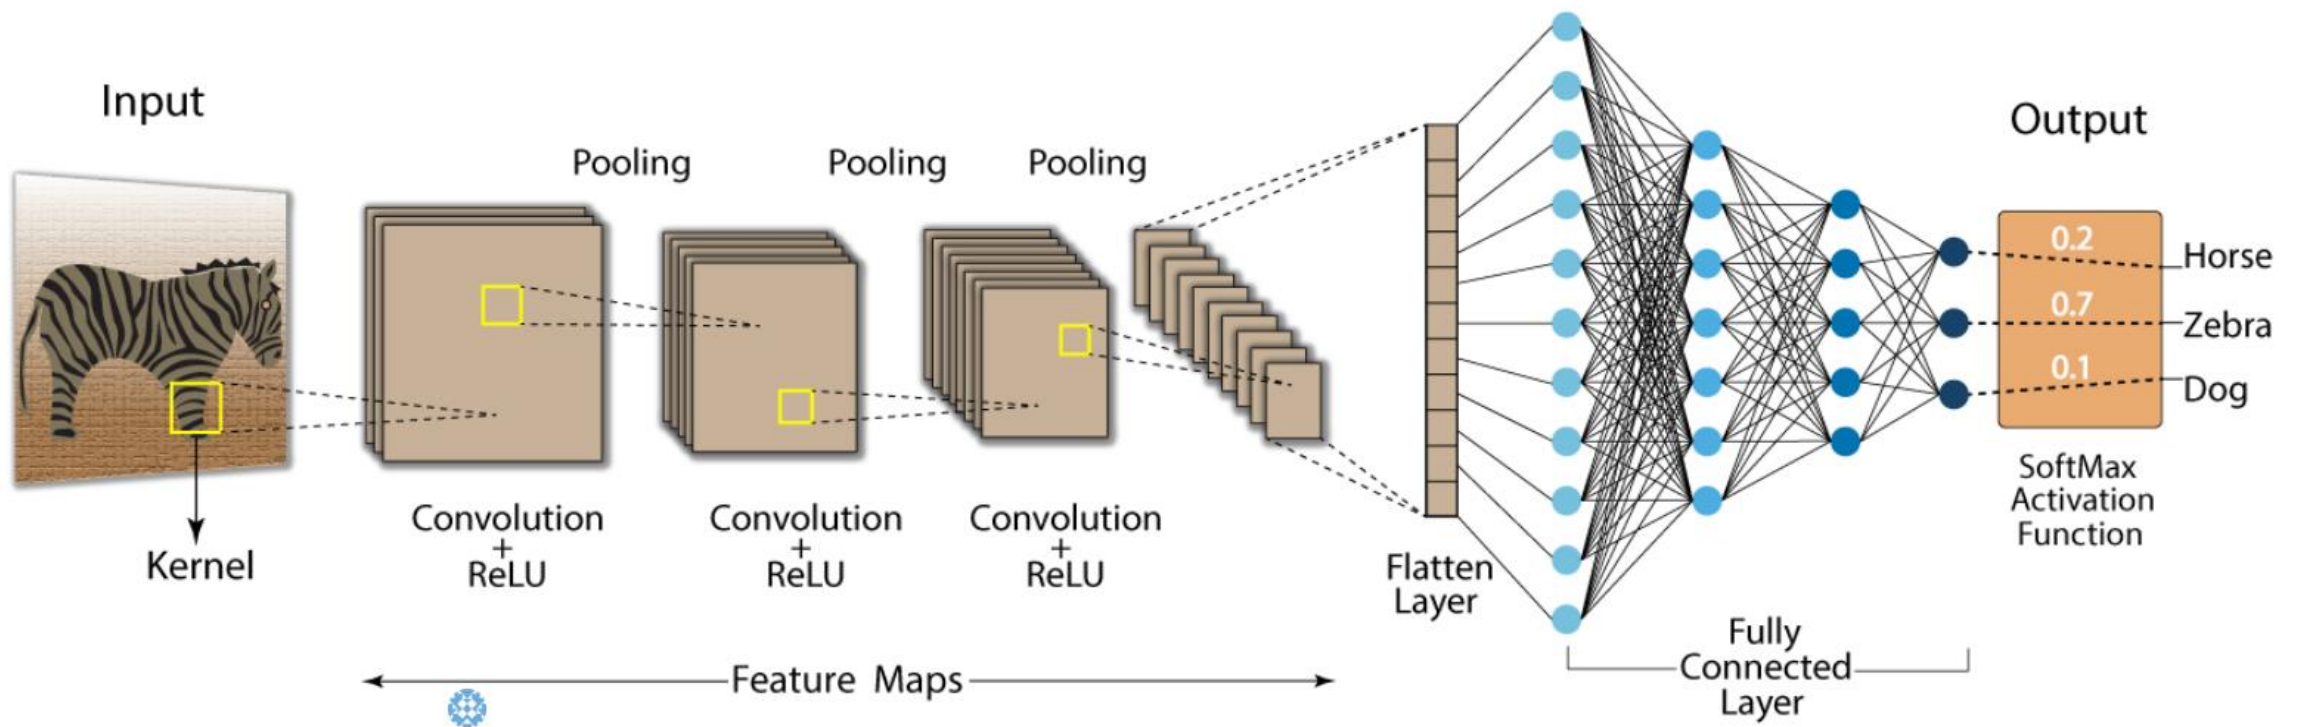 Input
Output
Pooling
Pooling
Pooling
0.2
Horse
0.7
Zebra
0.1
Dog
SoftMax
Activation
Function
Convolution
+
ReLU
Convolution
+
ReLU
Convolution
+
ReLU
Kernel
Flatten
Layer
Fully
Connected
Layer
Feature Maps